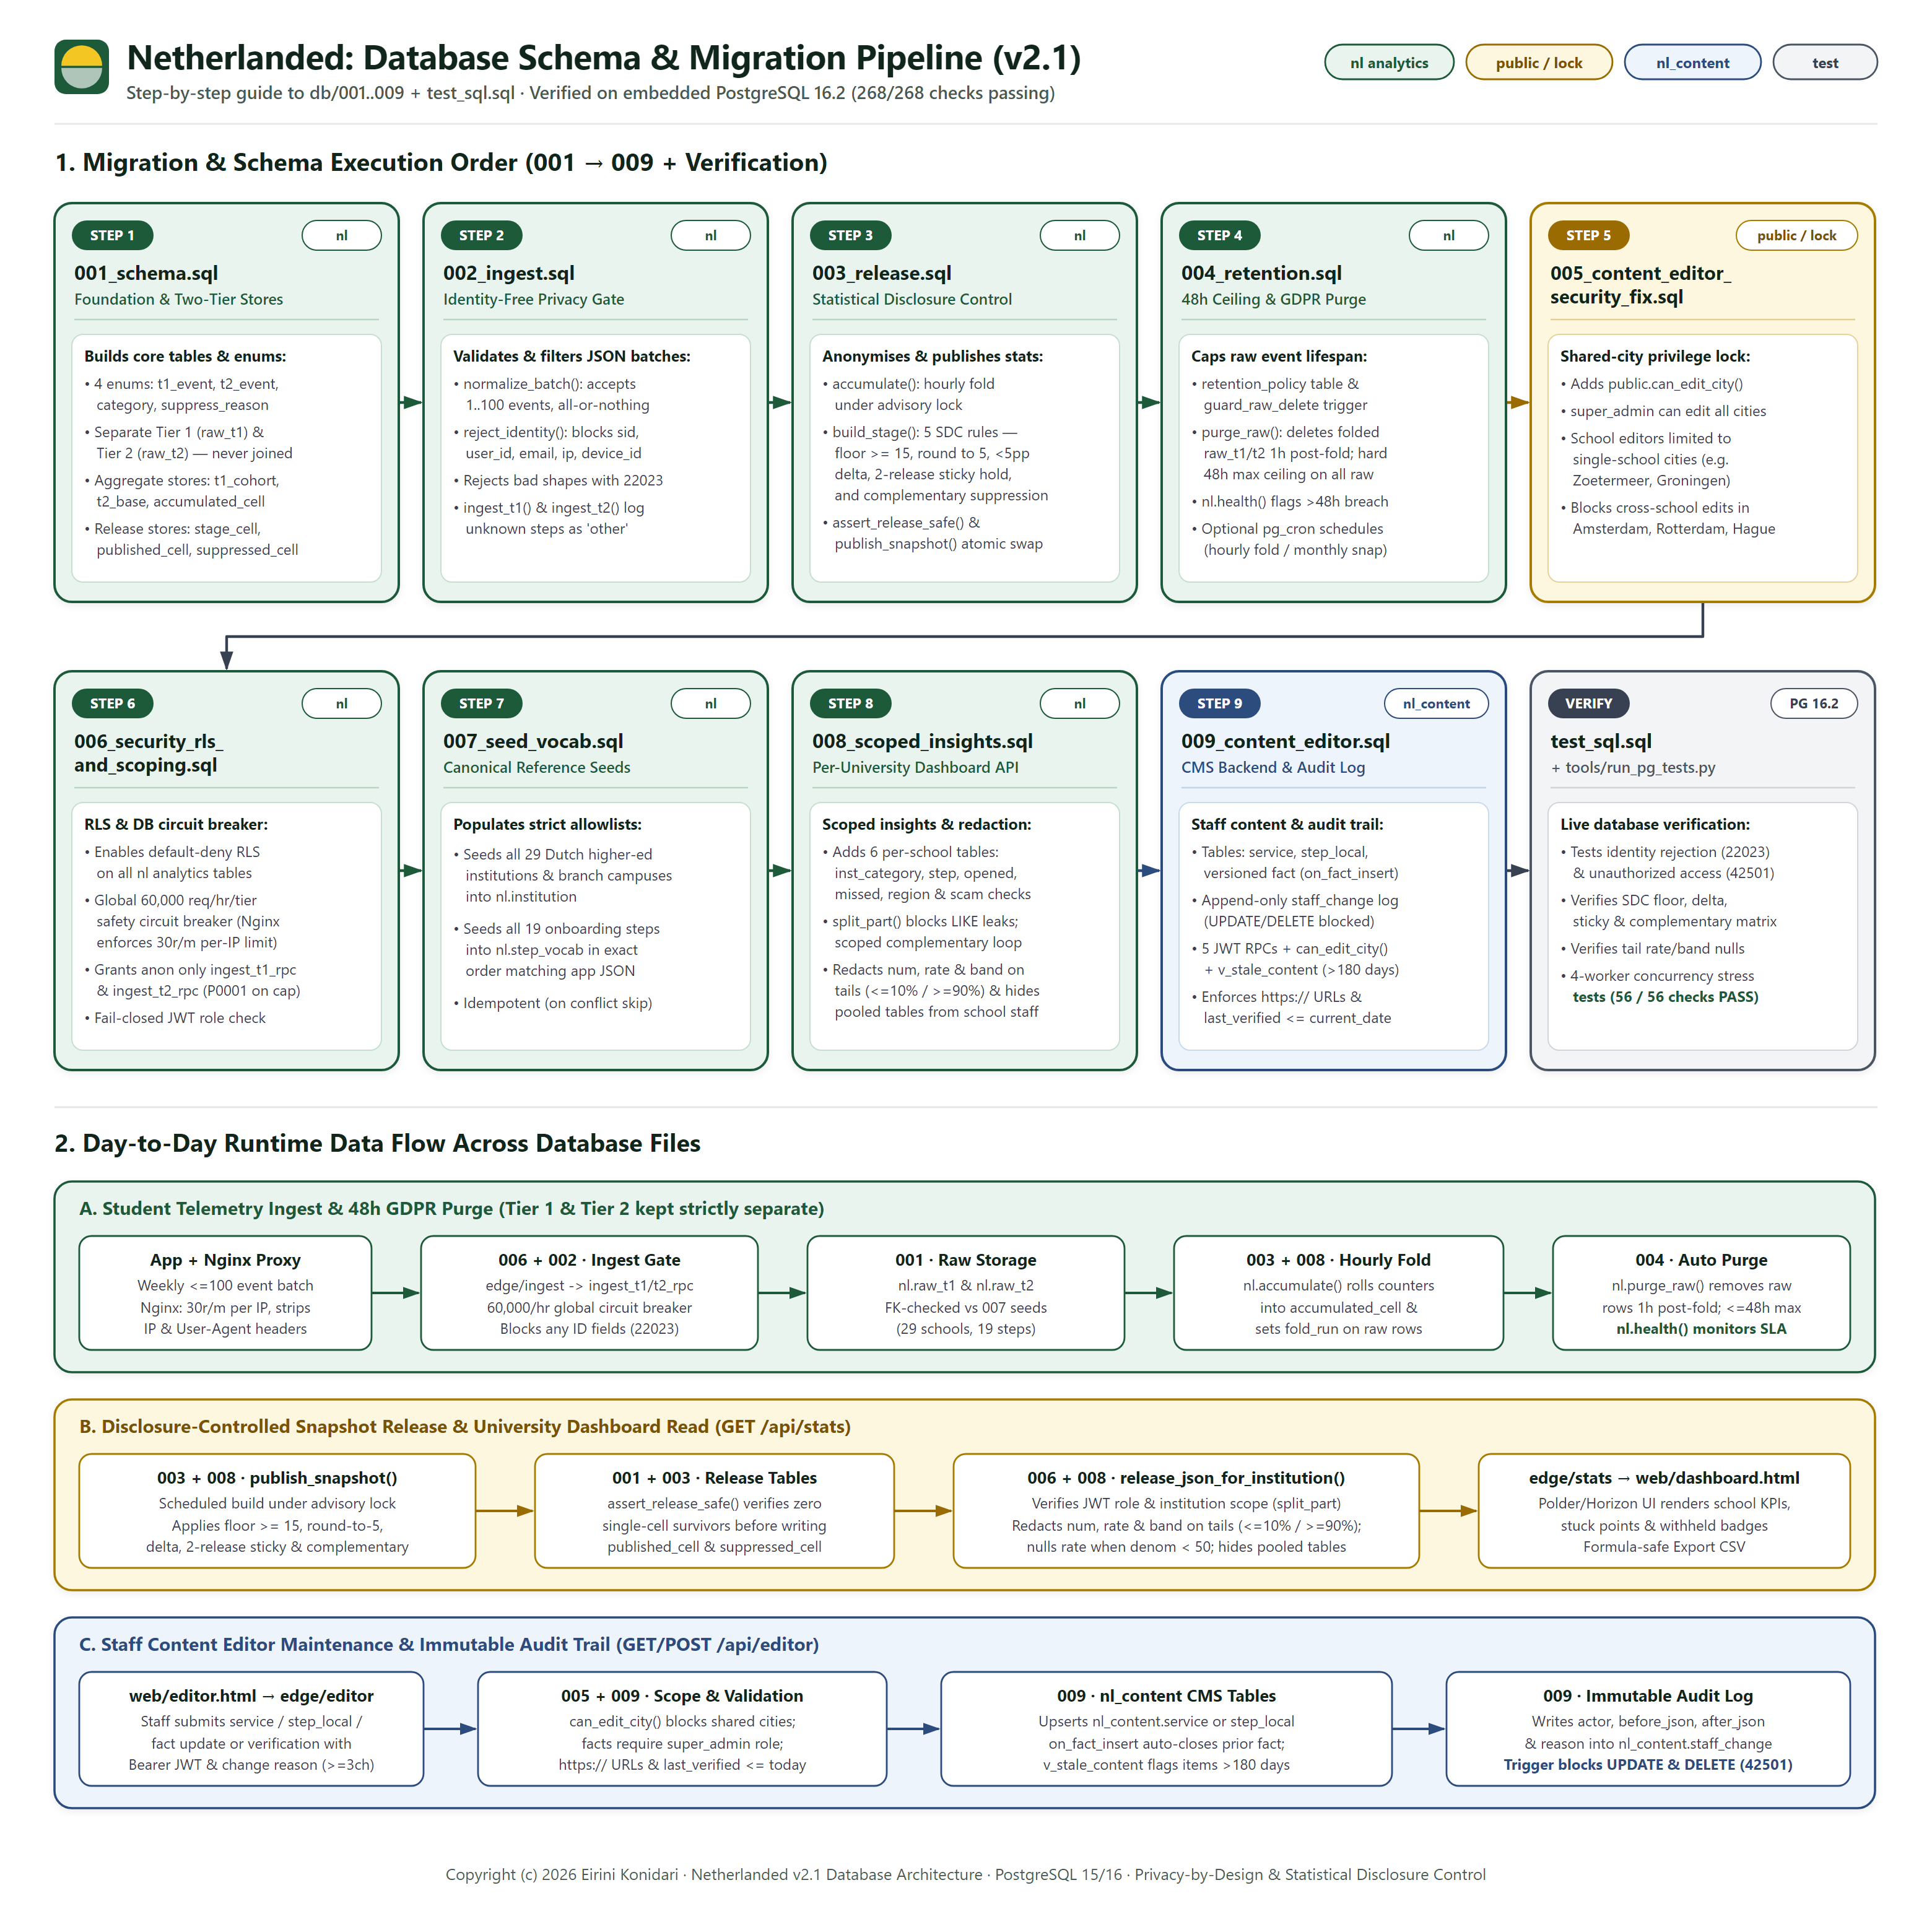 Netherlanded: Database Schema & Migration Pipeline (v2.1)
Step-by-step guide to db/001..009 + test_sql.sql · Verified on embedded PostgreSQL 16.2 (268/268 checks passing)
nl analytics
public / lock
nl_content
test
1. Migration & Schema Execution Order (001 → 009 + Verification)
STEP 1
nl
001_schema.sql
Foundation & Two-Tier Stores
Builds core tables & enums:
• 4 enums: t1_event, t2_event,
category, suppress_reason
• Separate Tier 1 (raw_t1) &
Tier 2 (raw_t2) — never joined
• Aggregate stores: t1_cohort,
t2_base, accumulated_cell
• Release stores: stage_cell,
published_cell, suppressed_cell
STEP 2
nl
002_ingest.sql
Identity-Free Privacy Gate
Validates & filters JSON batches:
• normalize_batch(): accepts
1..100 events, all-or-nothing
• reject_identity(): blocks sid,
user_id, email, ip, device_id
• Rejects bad shapes with 22023
• ingest_t1() & ingest_t2() log
unknown steps as 'other'
STEP 3
nl
003_release.sql
Statistical Disclosure Control
Anonymises & publishes stats:
• accumulate(): hourly fold
under advisory lock
• build_stage(): 5 SDC rules —
floor >= 15, round to 5, <5pp
delta, 2-release sticky hold,
and complementary suppression
• assert_release_safe() &
publish_snapshot() atomic swap
STEP 4
nl
004_retention.sql
48h Ceiling & GDPR Purge
Caps raw event lifespan:
• retention_policy table &
guard_raw_delete trigger
• purge_raw(): deletes folded
raw_t1/t2 1h post-fold; hard
48h max ceiling on all raw
• nl.health() flags >48h breach
• Optional pg_cron schedules
(hourly fold / monthly snap)
STEP 5
public / lock
005_content_editor_
security_fix.sql
Shared-city privilege lock:
• Adds public.can_edit_city()
• super_admin can edit all cities
• School editors limited to
single-school cities (e.g.
Zoetermeer, Groningen)
• Blocks cross-school edits in
Amsterdam, Rotterdam, Hague
STEP 6
nl
006_security_rls_
and_scoping.sql
RLS & DB circuit breaker:
• Enables default-deny RLS
on all nl analytics tables
• Global 60,000 req/hr/tier
safety circuit breaker (Nginx
enforces 30r/m per-IP limit)
• Grants anon only ingest_t1_rpc
& ingest_t2_rpc (P0001 on cap)
• Fail-closed JWT role check
STEP 7
nl
007_seed_vocab.sql
Canonical Reference Seeds
Populates strict allowlists:
• Seeds all 29 Dutch higher-ed
institutions & branch campuses
into nl.institution
• Seeds all 19 onboarding steps
into nl.step_vocab in exact
order matching app JSON
• Idempotent (on conflict skip)
STEP 8
nl
008_scoped_insights.sql
Per-University Dashboard API
Scoped insights & redaction:
• Adds 6 per-school tables:
inst_category, step, opened,
missed, region & scam checks
• split_part() blocks LIKE leaks;
scoped complementary loop
• Redacts num, rate & band on
tails (<=10% / >=90%) & hides
pooled tables from school staff
STEP 9
nl_content
009_content_editor.sql
CMS Backend & Audit Log
Staff content & audit trail:
• Tables: service, step_local,
versioned fact (on_fact_insert)
• Append-only staff_change log
(UPDATE/DELETE blocked)
• 5 JWT RPCs + can_edit_city()
+ v_stale_content (>180 days)
• Enforces https:// URLs &
last_verified <= current_date
VERIFY
PG 16.2
test_sql.sql
+ tools/run_pg_tests.py
Live database verification:
• Tests identity rejection (22023)
& unauthorized access (42501)
• Verifies SDC floor, delta,
sticky & complementary matrix
• Verifies tail rate/band nulls
• 4-worker concurrency stress
tests (56 / 56 checks PASS)
2. Day-to-Day Runtime Data Flow Across Database Files
A. Student Telemetry Ingest & 48h GDPR Purge (Tier 1 & Tier 2 kept strictly separate)
App + Nginx Proxy
Weekly <=100 event batch
Nginx: 30r/m per IP, strips
IP & User-Agent headers
006 + 002 · Ingest Gate
edge/ingest -> ingest_t1/t2_rpc
60,000/hr global circuit breaker
Blocks any ID fields (22023)
001 · Raw Storage
nl.raw_t1 & nl.raw_t2
FK-checked vs 007 seeds
(29 schools, 19 steps)
003 + 008 · Hourly Fold
nl.accumulate() rolls counters
into accumulated_cell &
sets fold_run on raw rows
004 · Auto Purge
nl.purge_raw() removes raw
rows 1h post-fold; <=48h max
nl.health() monitors SLA
B. Disclosure-Controlled Snapshot Release & University Dashboard Read (GET /api/stats)
003 + 008 · publish_snapshot()
Scheduled build under advisory lock
Applies floor >= 15, round-to-5,
delta, 2-release sticky & complementary
001 + 003 · Release Tables
assert_release_safe() verifies zero
single-cell survivors before writing
published_cell & suppressed_cell
006 + 008 · release_json_for_institution()
Verifies JWT role & institution scope (split_part)
Redacts num, rate & band on tails (<=10% / >=90%);
nulls rate when denom < 50; hides pooled tables
edge/stats → web/dashboard.html
Polder/Horizon UI renders school KPIs,
stuck points & withheld badges
Formula-safe Export CSV
C. Staff Content Editor Maintenance & Immutable Audit Trail (GET/POST /api/editor)
web/editor.html → edge/editor
Staff submits service / step_local /
fact update or verification with
Bearer JWT & change reason (>=3ch)
005 + 009 · Scope & Validation
can_edit_city() blocks shared cities;
facts require super_admin role;
https:// URLs & last_verified <= today
009 · nl_content CMS Tables
Upserts nl_content.service or step_local
on_fact_insert auto-closes prior fact;
v_stale_content flags items >180 days
009 · Immutable Audit Log
Writes actor, before_json, after_json
& reason into nl_content.staff_change
Trigger blocks UPDATE & DELETE (42501)
Copyright (c) 2026 Eirini Konidari · Netherlanded v2.1 Database Architecture · PostgreSQL 15/16 · Privacy-by-Design & Statistical Disclosure Control